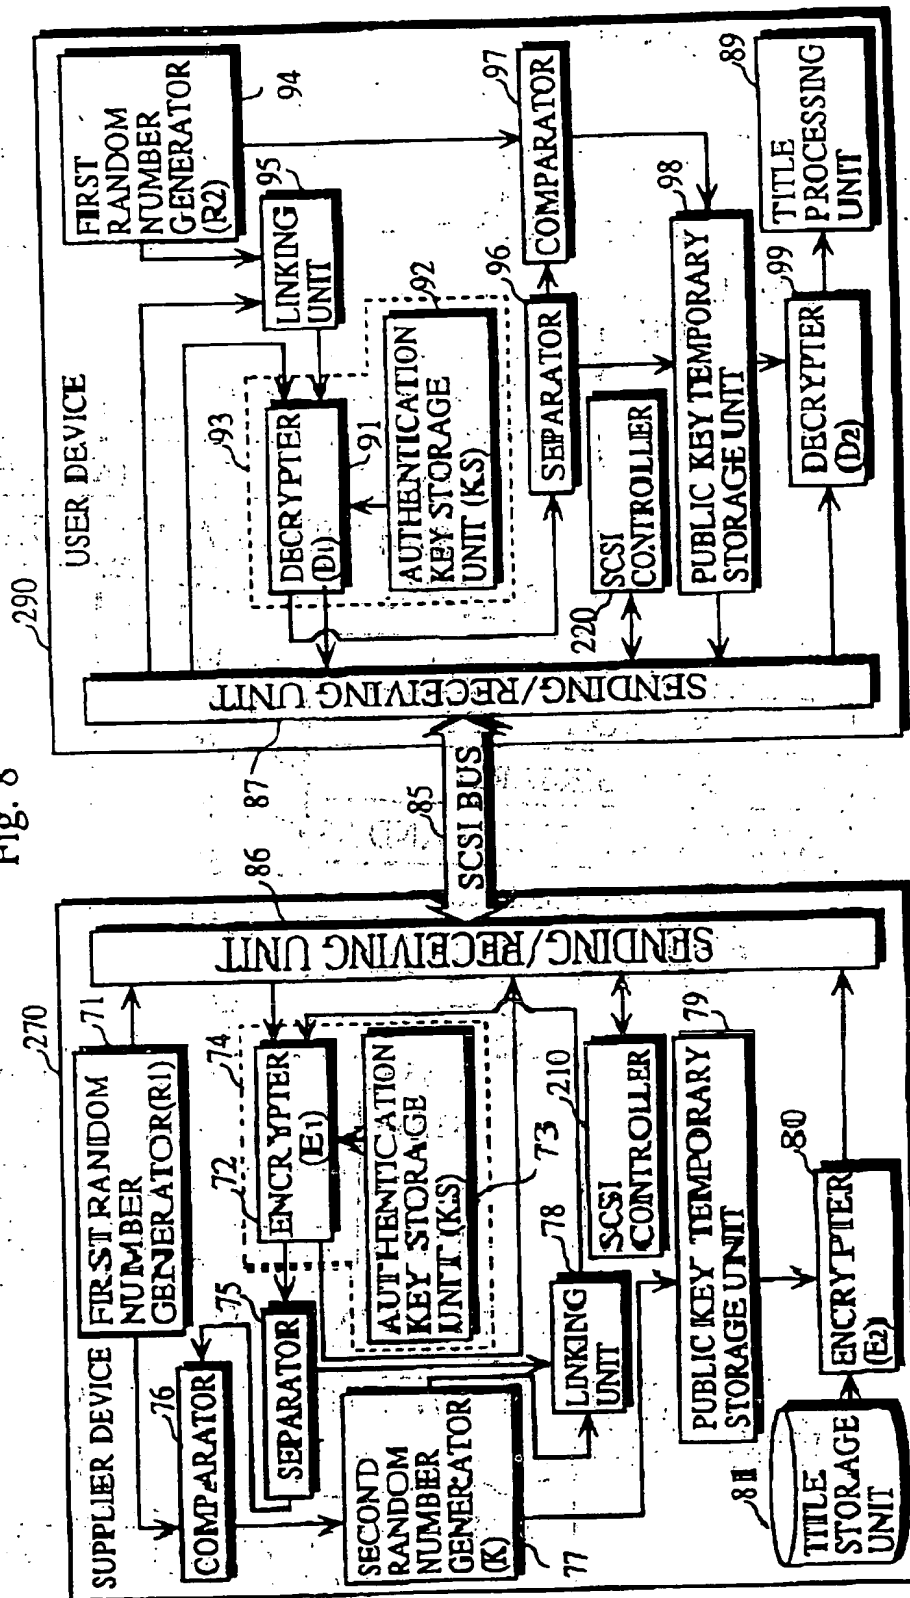 Fig. 8
270
SUPPLIER DEVICE
FIRST RANDOM
NUMBER
GENERATOR(R1)
71
76
COMPARATOR
75
SEPARATOR
72
74
ENCRYPTER
(E1)
AUTHENTICATION
KEY STORAGE
UNIT (KS)
73
SECOND
RANDOM
NUMBER
GENERATOR
(K)
77
78
LINKING
UNIT
210
SCSI
CONTROLLER
79
PUBLIC KEY TEMPORARY
STORAGE UNIT
80
ENCRYPTER
(E2)
81
TITLE
STORAGE
UNIT
86
SENDING/RECEIVING UNIT
85
SCSI BUS
290
USER DEVICE
87
SENDING/RECEIVING UNIT
FIRST
RANDOM
NUMBER
GENERATOR
(R2)
94
95
LINKING
UNIT
93
DECRYPTER
(D1)
91
92
AUTHENTICATION
KEY STORAGE
UNIT (KS)
96
SEPARATOR
97
COMPARATOR
220
SCSI
CONTROLLER
98
PUBLIC KEY TEMPORARY
STORAGE UNIT
99
DECRYPTER
(D2)
89
TITLE
PROCESSING
UNIT